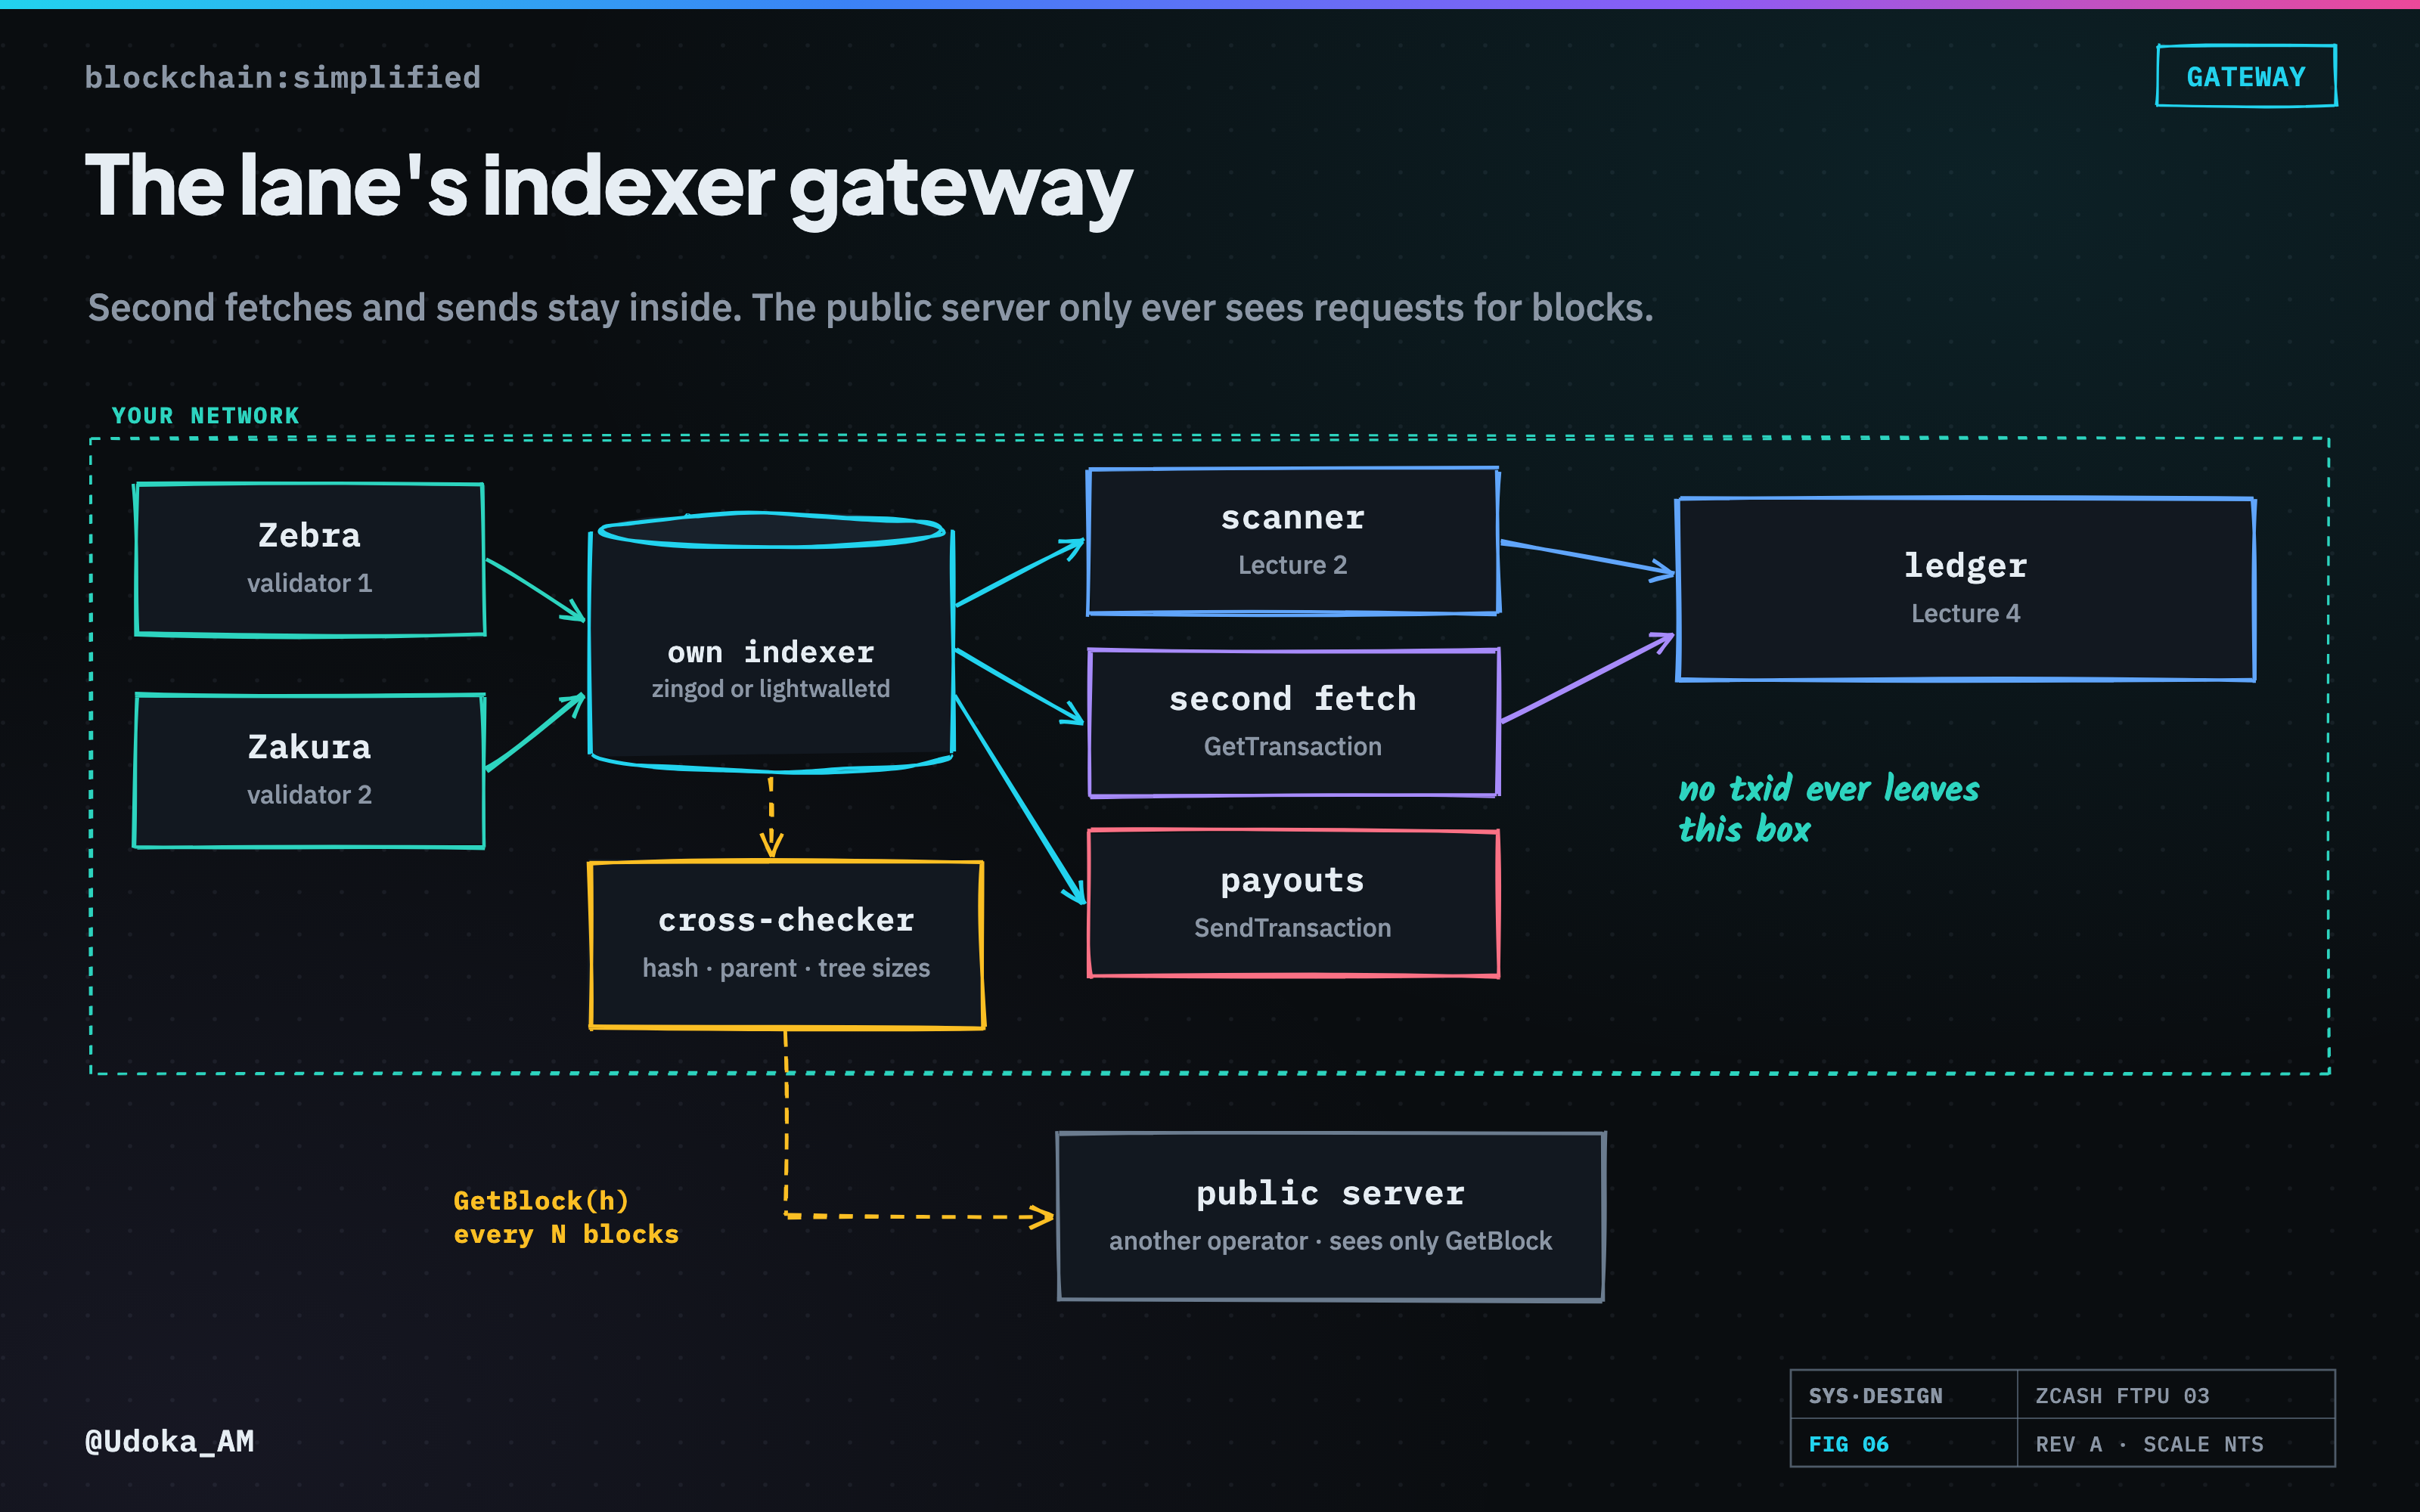 blockchain:simplified
GATEWAY
The lane's indexer gateway
Second fetches and sends stay inside. The public server only ever sees requests for blocks.
YOUR NETWORK
Zebra
validator 1
Zakura
validator 2
own indexer
zingod or lightwalletd
cross-checker
hash · parent · tree sizes
scanner
Lecture 2
second fetch
GetTransaction
payouts
SendTransaction
ledger
Lecture 4
no txid ever leaves
this box
GetBlock(h)
every N blocks
public server
another operator · sees only GetBlock
@Udoka_AM
SYS·DESIGN
ZCASH FTPU 03
FIG 06
REV A · SCALE NTS